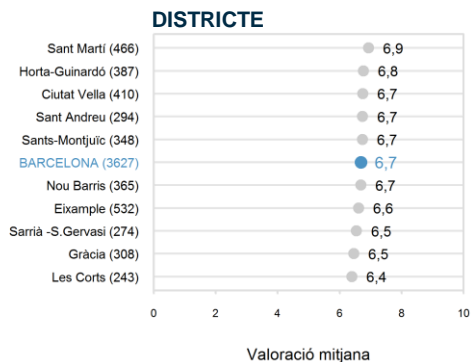 DISTRICTE
Sant Martí (466) 6,9
Horta-Guinardó (387) 6,8
Ciutat Vella (410) 6,7
Sant Andreu (294) 6,7
Sants-Montjuïc (348) 6,7
BARCELONA (3627) 6,7
Nou Barris (365) 6,7
Eixample (532) 6,6
Sarrià -S.Gervasi (274) 6,5
Gràcia (308) 6,5
Les Corts (243) 6,4
0 2 4 6 8 10
Valoració mitjana